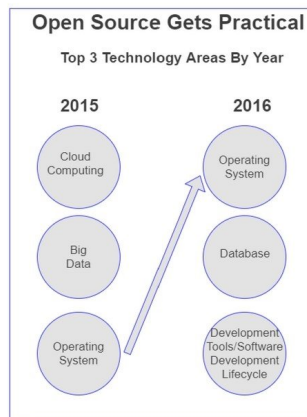 Open Source Gets Practical
Top 3 Technology Areas By Year
2015
Cloud
Computing
Big
Data
Operating
System
2016
Operating
System
Database
Development
Tools/Software
Development
Lifecycle